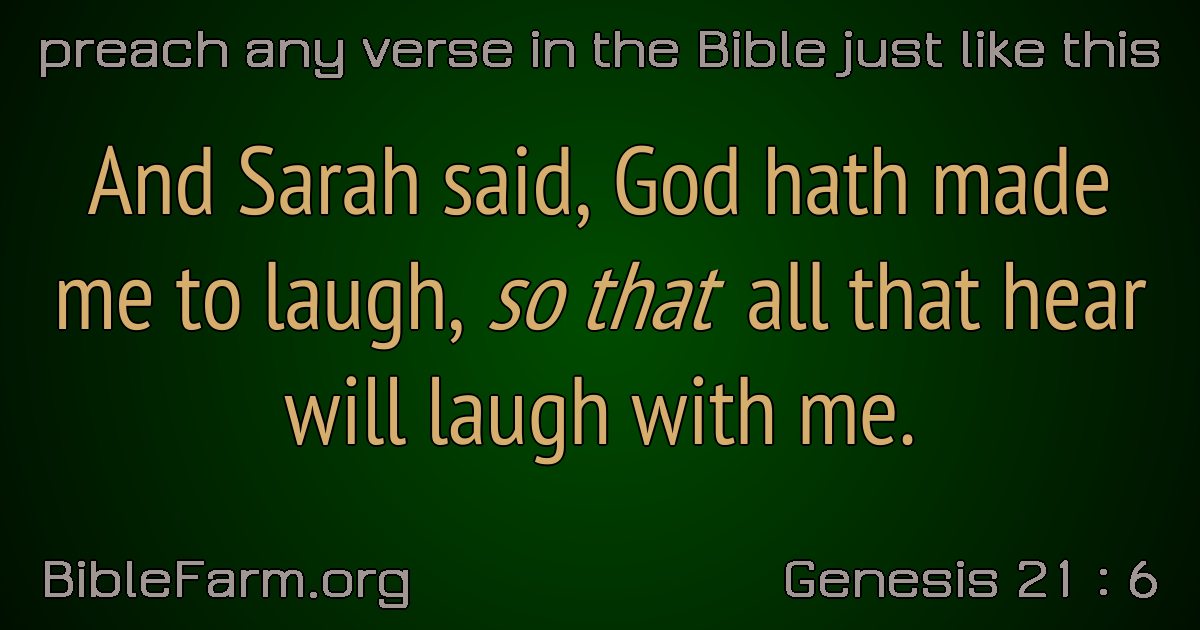 preach any verse in the Bible just like this
And Sarah said, God hath made
me to laugh, so that all that hear
will laugh with me.
BibleFarm.org
Genesis 21 : 6